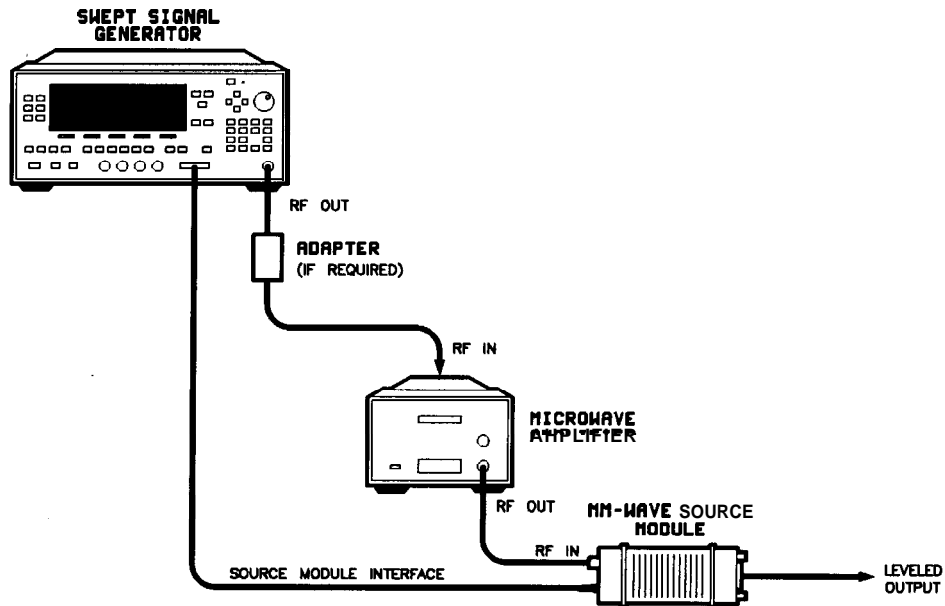 SWEPT SIGNAL
GENERATOR
RF OUT
ADAPTER
(IF REQUIRED)
RF IN
MICROWAVE
AMPLIFIER
RF OUT
MM-WAVE SOURCE
MODULE
RF IN
SOURCE MODULE INTERFACE
LEVELED
OUTPUT